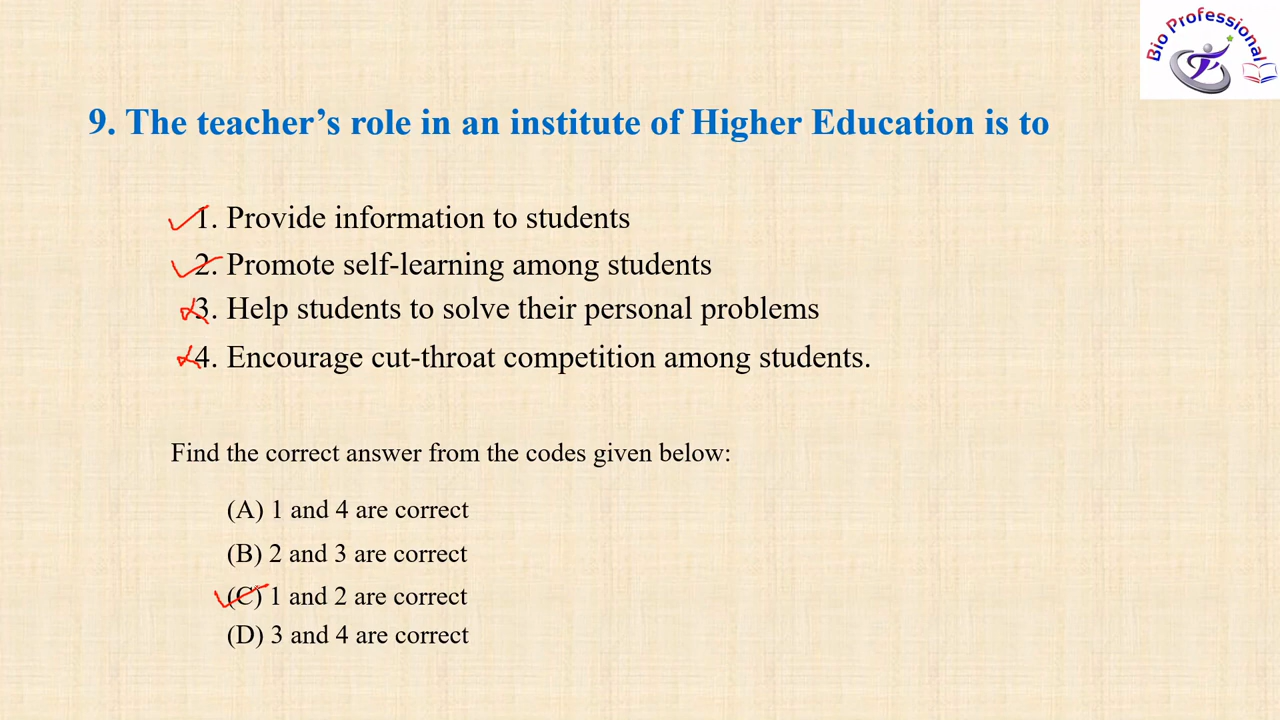 Bio Professional
9. The teacher’s role in an institute of Higher Education is to
1. Provide information to students
2. Promote self-learning among students
3. Help students to solve their personal problems
4. Encourage cut-throat competition among students.
Find the correct answer from the codes given below:
(A) 1 and 4 are correct
(B) 2 and 3 are correct
(C) 1 and 2 are correct
(D) 3 and 4 are correct